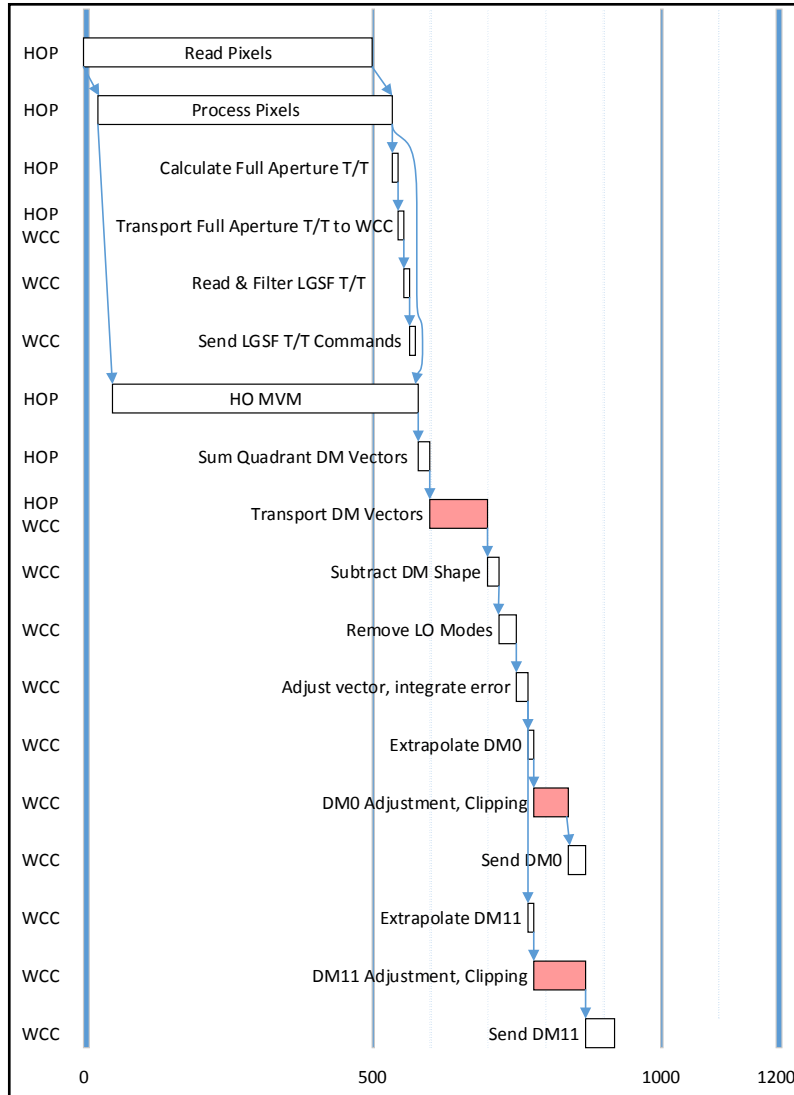 HOP Read Pixels
HOP Process Pixels
HOP Calculate Full Aperture T/T
HOP
WCC Transport Full Aperture T/T to WCC
WCC Read & Filter LGSF T/T
WCC Send LGSF T/T Commands
HOP HO MVM
HOP Sum Quadrant DM Vectors
HOP
WCC Transport DM Vectors
WCC Subtract DM Shape
WCC Remove LO Modes
WCC Adjust vector, integrate error
WCC Extrapolate DM0
WCC DM0 Adjustment, Clipping
WCC Send DM0
WCC Extrapolate DM11
WCC DM11 Adjustment, Clipping
WCC Send DM11
0 500 1000 1200